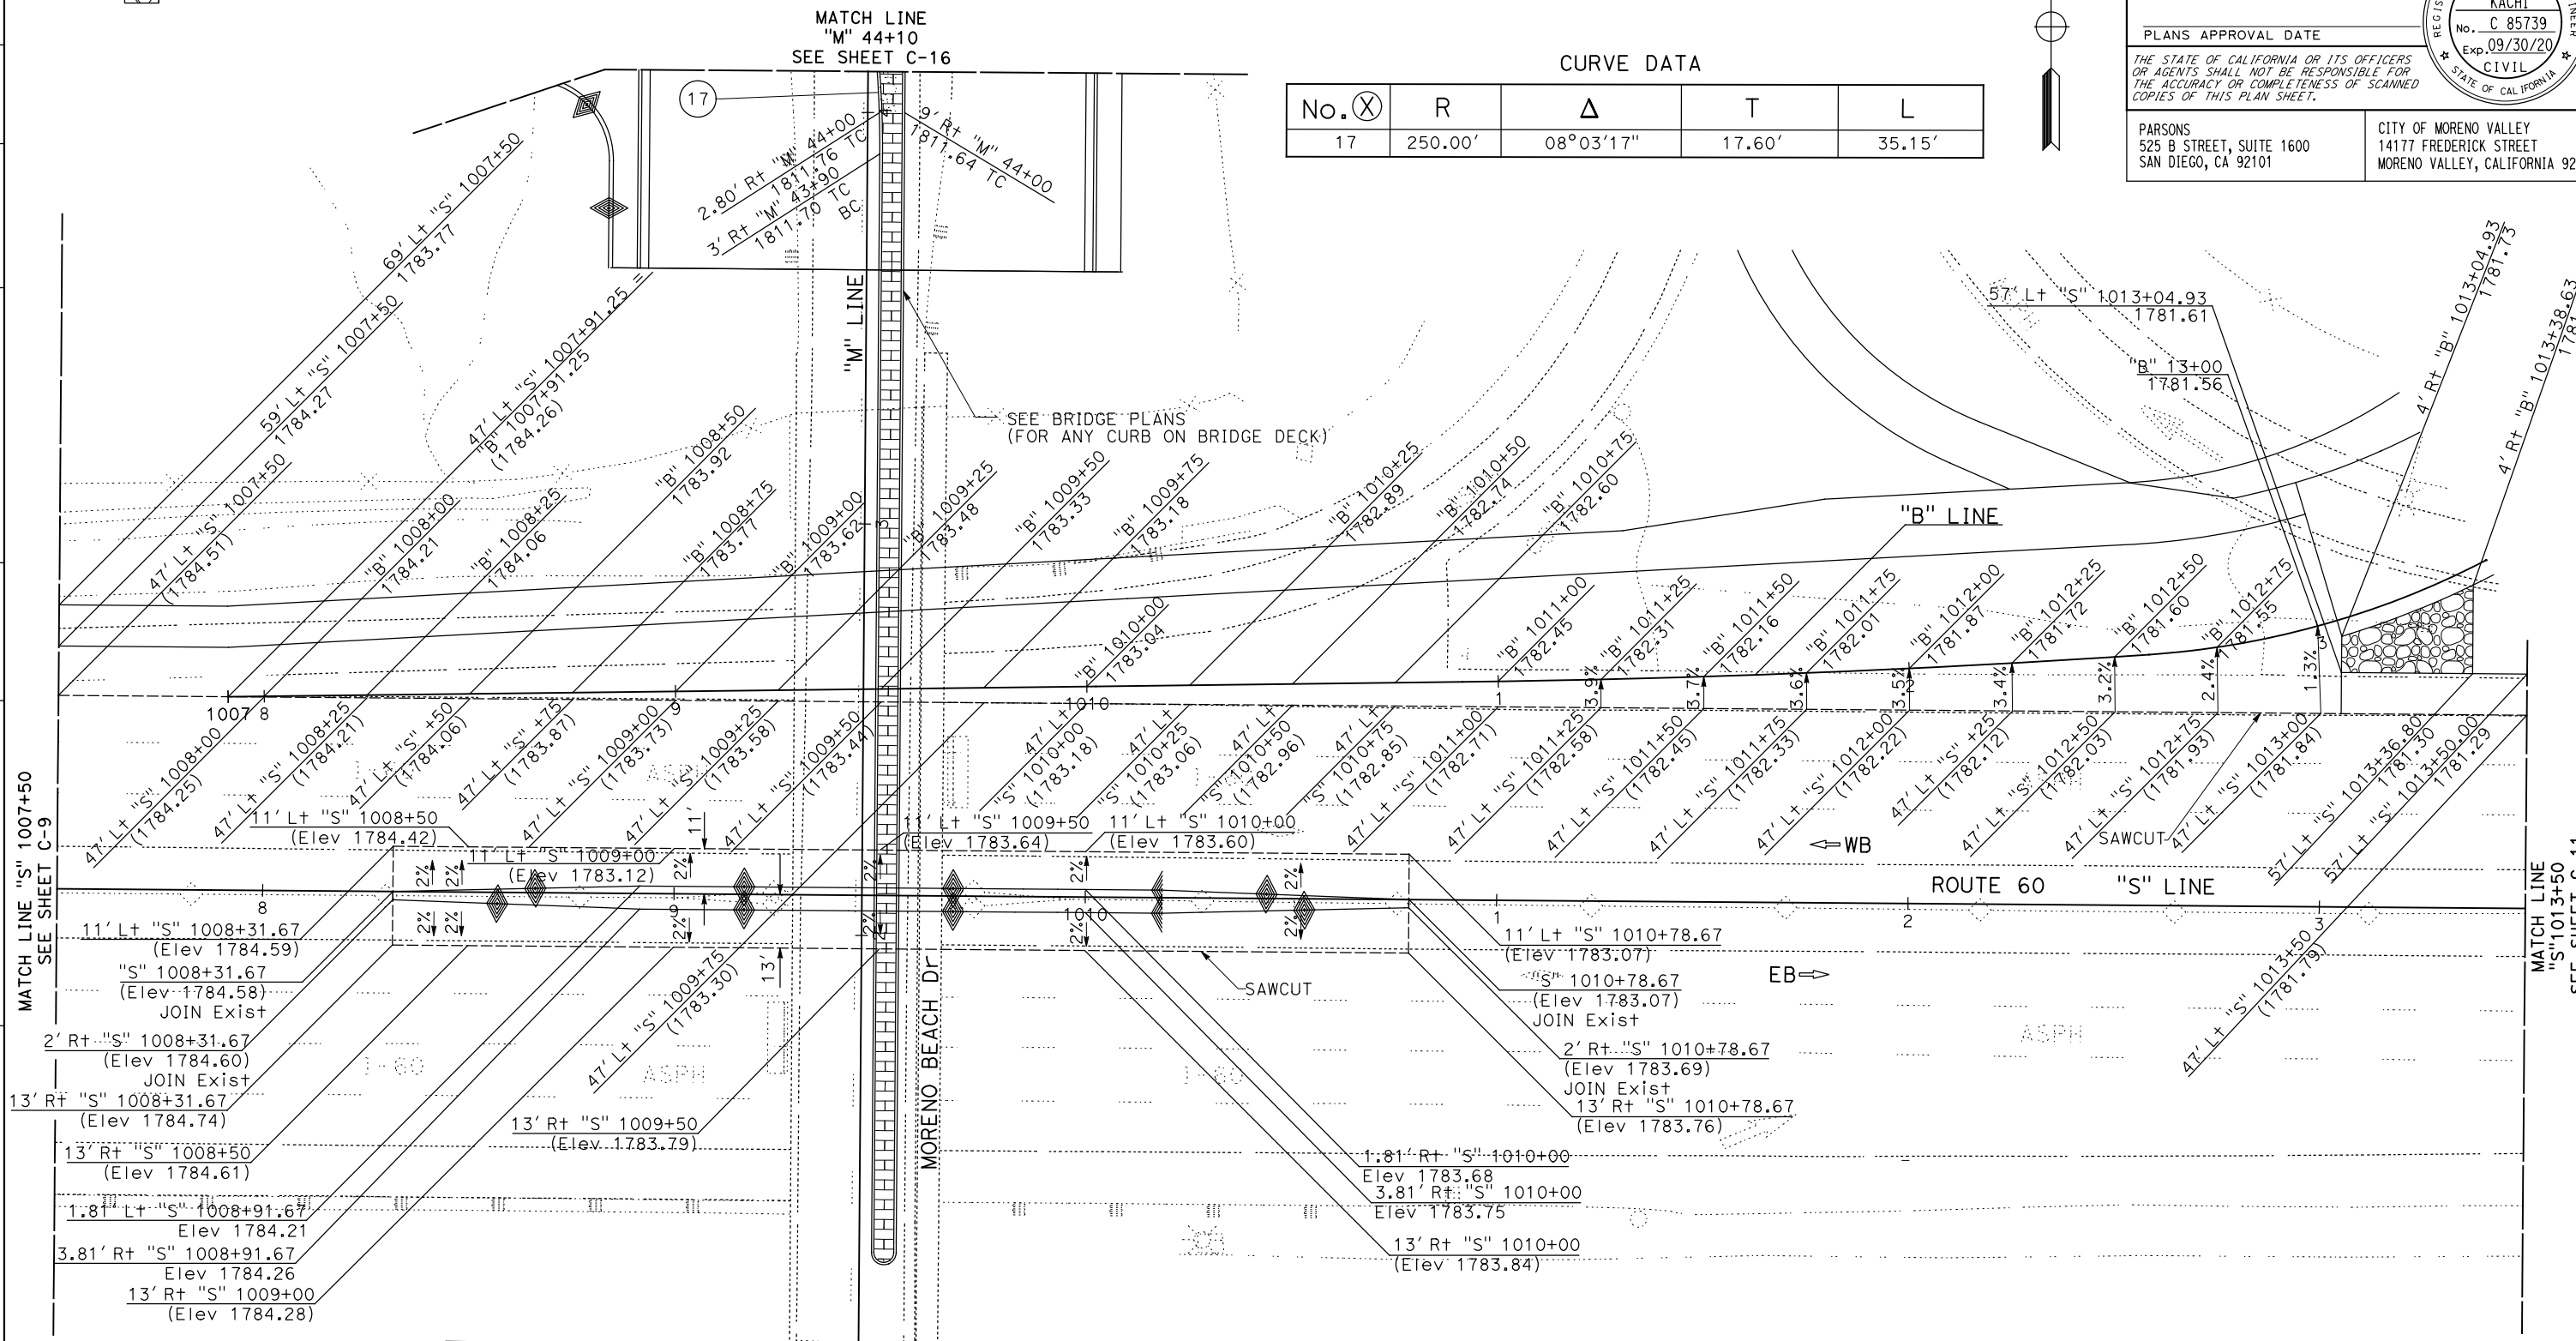 MATCH LINE
"M" 44+10
SEE SHEET C-16
CURVE DATA
No. X R Δ T L
17 250.00' 08°03'17" 17.60' 35.15'
PLANS APPROVAL DATE
KACHI
No. C 85739
Exp. 09/30/20
CIVIL
STATE OF CALIFORNIA
THE STATE OF CALIFORNIA OR ITS OFFICERS
OR AGENTS SHALL NOT BE RESPONSIBLE FOR
THE ACCURACY OR COMPLETENESS OF SCANNED
COPIES OF THIS PLAN SHEET.
PARSONS
525 B STREET, SUITE 1600
SAN DIEGO, CA 92101
CITY OF MORENO VALLEY
14177 FREDERICK STREET
MORENO VALLEY, CALIFORNIA 92
17
2.80' Rt "M" 44+00
1811.76 TC
3' Rt "M" 43+90
1811.70 TC
BC
9' Rt "M" 44+00
1811.64 TC
"M" LINE
SEE BRIDGE PLANS
(FOR ANY CURB ON BRIDGE DECK)
69' Lt "S" 1007+50
1783.77
59' Lt "S" 1007+50
1784.27
47' Lt "S" 1007+50
(1784.51)
47' Lt "S" 1007+91.25 =
"B" 1007+91.25
(1784.26)
"B" 1008+00
1784.21
"B" 1008+25
1784.06
"B" 1008+50
1783.92
"B" 1008+75
1783.77
"B" 1009+00
1783.62
3
"B" 1009+25
1783.48
"B" 1009+50
1783.33
"B" 1009+75
1783.18
"B" 1010+00
1783.04
"B" 1010+25
1782.89
"B" 1010+50
1782.74
"B" 1010+75
1782.60
"B" 1011+00
1782.45
"B" 1011+25
1782.31
"B" 1011+50
1782.16
"B" 1011+75
1782.01
"B" 1012+00
1781.87
"B" 1012+25
1781.72
"B" 1012+50
1781.60
"B" 1012+75
1781.55
"B" LINE
57' Lt "S" 1013+04.93
1781.61
"B" 13+00
1781.56
4' Rt "B" 1013+04.93
1781.73
4' Rt "B" 1013+38.63
3.9%
3.7%
3.6%
3.5%
3.4%
3.2%
2.4%
1.3%
1007 8
9
1010
1
2
3
47' Lt "S" 1008+00
(1784.25)
47' Lt "S" 1008+25
(1784.21)
47' Lt "S" +50
(1784.06)
47' Lt "S" +75
(1783.87)
47' Lt "S" 1009+00
(1783.73)
47' Lt "S" 1009+25
(1783.58)
47' Lt "S" 1009+50
(1783.44)
47' Lt "S" 1009+75
(1783.30)
47' Lt
"S" 1010+00
(1783.18)
47' Lt
"S" 1010+25
(1783.06)
47' Lt
"S" 1010+50
(1782.96)
47' Lt
"S" 1010+75
(1782.85)
47' Lt "S" 1011+00
(1782.71)
47' Lt "S" 1011+25
(1782.58)
47' Lt "S" 1011+50
(1782.45)
47' Lt "S" 1011+75
(1782.33)
47' Lt "S" 1012+00
(1782.22)
47' Lt "S" +25
(1782.12)
47' Lt "S" 1012+50
(1782.03)
47' Lt "S" 1012+75
(1781.93)
47' Lt "S" 1013+00
(1781.84)
57' Lt "S" 1013+36.80
1781.30
57' Lt "S" 1013+50.00
1781.29
47' Lt "S" 1013+50
(1781.79)
SAWCUT
WB
ROUTE 60 "S" LINE
EB
MATCH LINE "S" 1007+50
SEE SHEET C-9
MATCH LINE
"S"1013+50
11' Lt "S" 1008+50
(Elev 1784.42)
11 Lt "S" 1009+00
(Elev 1783.12)
11' Lt "S" 1009+50
(Elev 1783.64)
11' Lt "S" 1010+00
(Elev 1783.60)
11'
13'
2% 2% 2% 2% 2% 2%
8 9 1010 1 2 3
2% 2% 2% 2% 2% 2%
11' Lt "S" 1008+31.67
(Elev 1784.59)
"S" 1008+31.67
(Elev 1784.58)
JOIN Exist
2' Rt "S" 1008+31.67
(Elev 1784.60)
JOIN Exist
13' Rt "S" 1008+31.67
(Elev 1784.74)
13' Rt "S" 1008+50
(Elev 1784.61)
1.81' Lt "S" 1008+91.67
Elev 1784.21
3.81' Rt "S" 1008+91.67
Elev 1784.26
13' Rt "S" 1009+00
(Elev 1784.28)
13' Rt "S" 1009+50
(Elev 1783.79)
MORENO BEACH Dr
SAWCUT
11' Lt "S" 1010+78.67
(Elev 1783.07)
"S" 1010+78.67
(Elev 1783.07)
JOIN Exist
2' Rt "S" 1010+78.67
(Elev 1783.69)
JOIN Exist
13' Rt "S" 1010+78.67
(Elev 1783.76)
1.81' Rt "S" 1010+00
Elev 1783.68
3.81' Rt "S" 1010+00
Elev 1783.75
13' Rt "S" 1010+00
(Elev 1783.84)
I-60
ASPH
I-60
ASPH